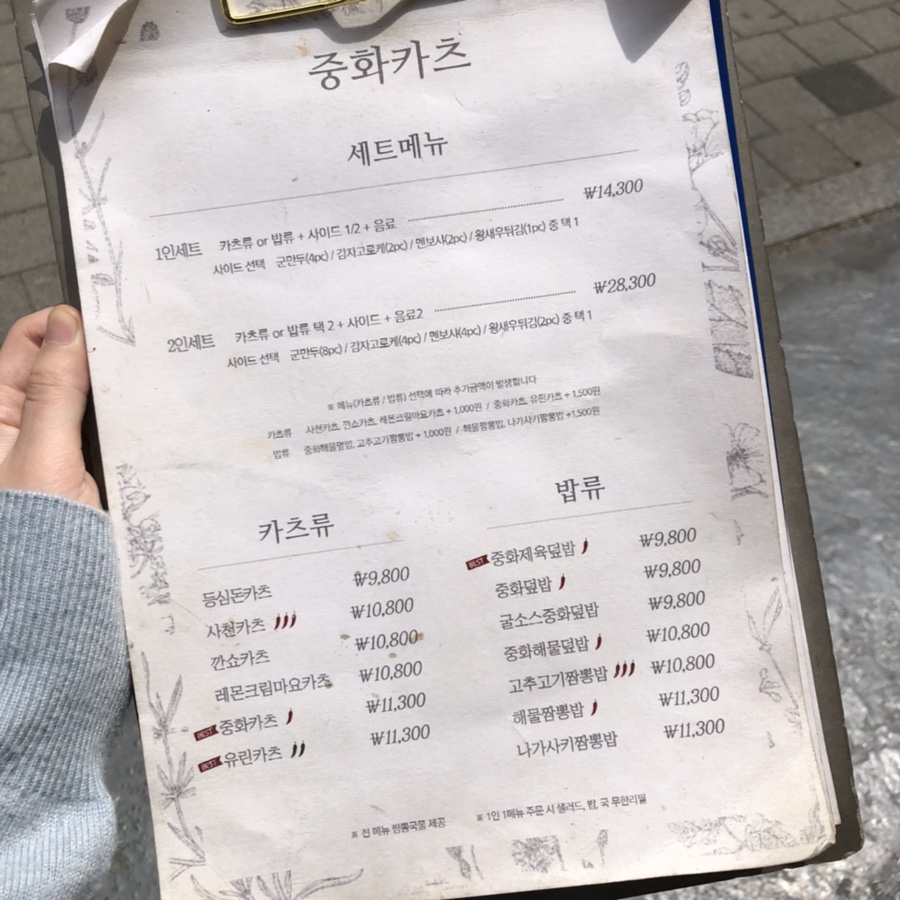 중화카츠
세트메뉴
1인세트 카츠류 or 밥류 + 사이드 1/2 + 음료 ₩14,300
사이드 선택 군만두(4pc) / 감자고로케(2pc) / 멘보샤(2pc) / 왕새우튀김(1pc) 중 택 1
2인세트 카츠류 or 밥류 택 2 + 사이드 + 음료2 ₩28,300
사이드 선택 군만두(8pc) / 감자고로케(4pc) / 멘보샤(4pc) / 왕새우튀김(2pc) 중 택 1
※ 메뉴(카츠류 / 밥류) 선택에 따라 추가금액이 발생합니다
카츠류 사천카츠, 깐쇼카츠, 레몬크림마요카츠 + 1,000원 / 중화카츠, 유린카츠 + 1,500원
밥류 중화해물덮밥, 고추고기짬뽕밥 + 1,000원 / 해물짬뽕밥, 나가사키짬뽕밥 +1,500원
카츠류
등심돈카츠 ₩9,800
사천카츠 ₩10,800
깐쇼카츠 ₩10,800
레몬크림마요카츠 ₩10,800
BEST 중화카츠 ₩11,300
BEST 유린카츠 ₩11,300
밥류
BEST 중화제육덮밥 ₩9,800
중화덮밥 ₩9,800
굴소스중화덮밥 ₩9,800
중화해물덮밥 ₩10,800
고추고기짬뽕밥 ₩10,800
해물짬뽕밥 ₩11,300
나가사키짬뽕밥 ₩11,300
※ 전 메뉴 짬뽕국물 제공 ※ 1인 1메뉴 주문 시 샐러드, 밥, 국 무한리필